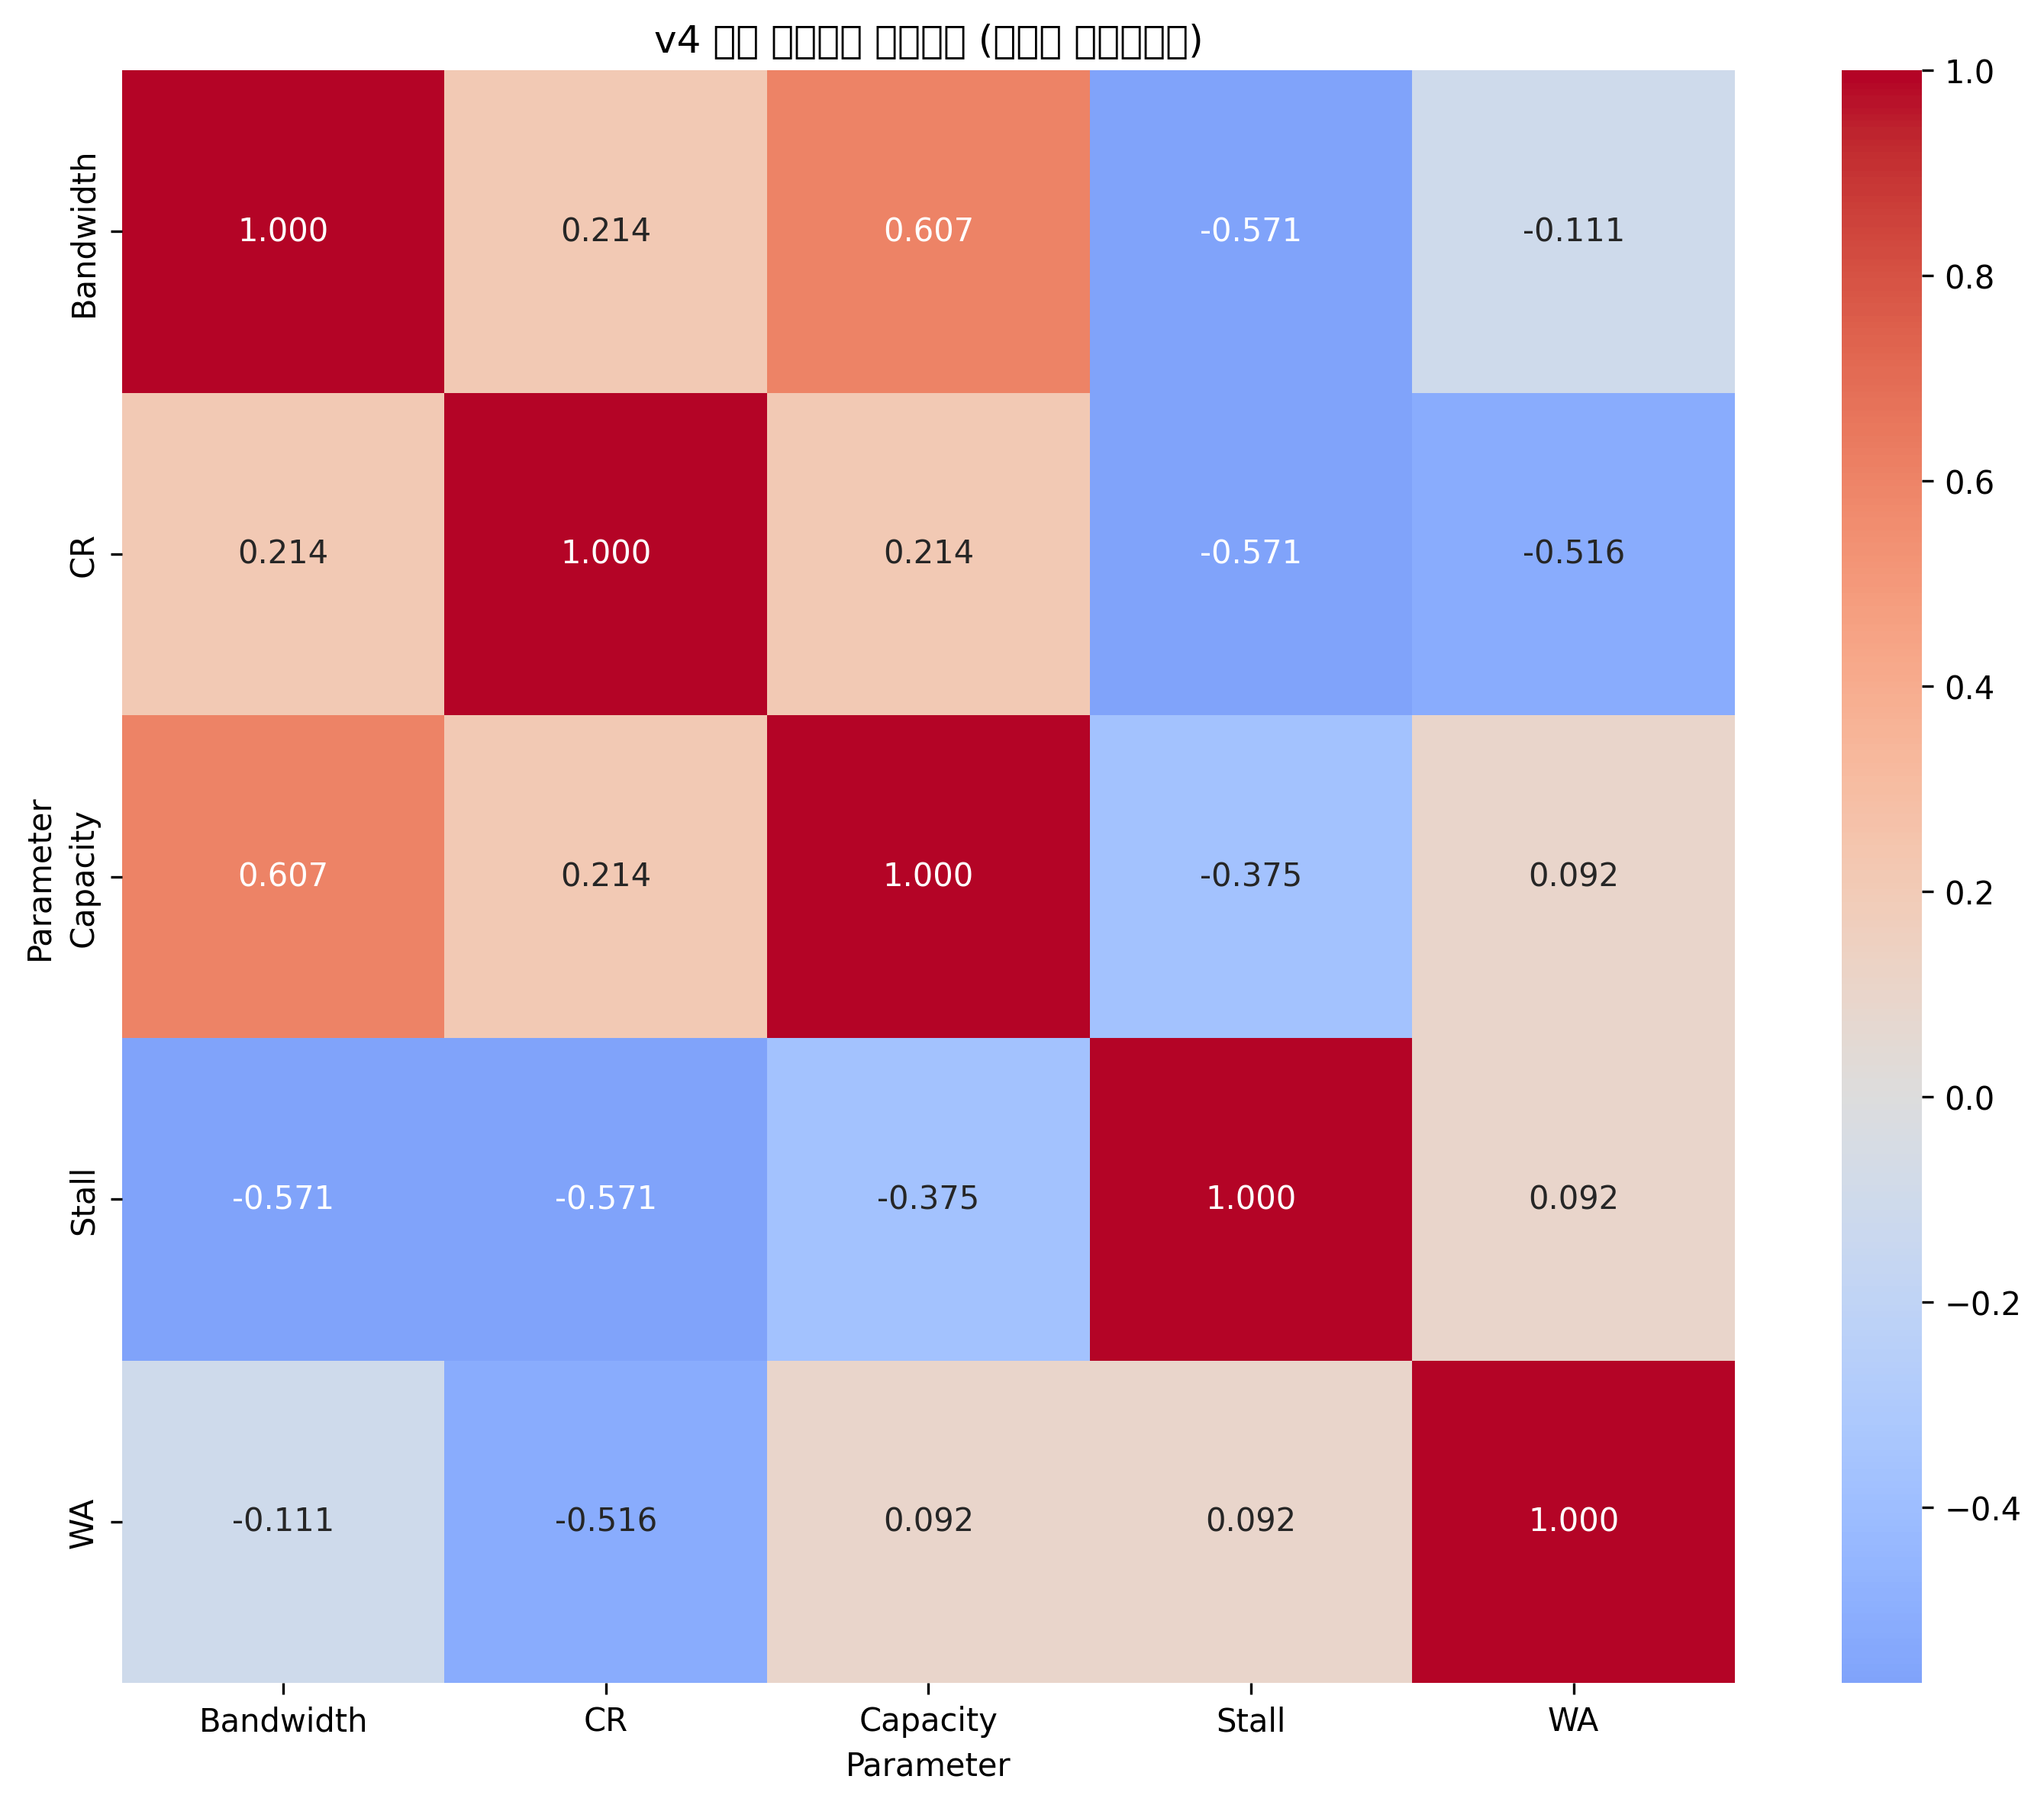 v4 □□ □□□□ □□□□ (□□□ □□□□□)
1.0
0.8
0.6
0.4
0.2
0.0
−0.2
−0.4
Bandwidth
1.000 0.214 0.607 -0.571 -0.111
CR
0.214 1.000 0.214 -0.571 -0.516
Parameter
Capacity
0.607 0.214 1.000 -0.375 0.092
Stall
-0.571 -0.571 -0.375 1.000 0.092
WA
-0.111 -0.516 0.092 0.092 1.000
Bandwidth CR Capacity Stall WA
Parameter